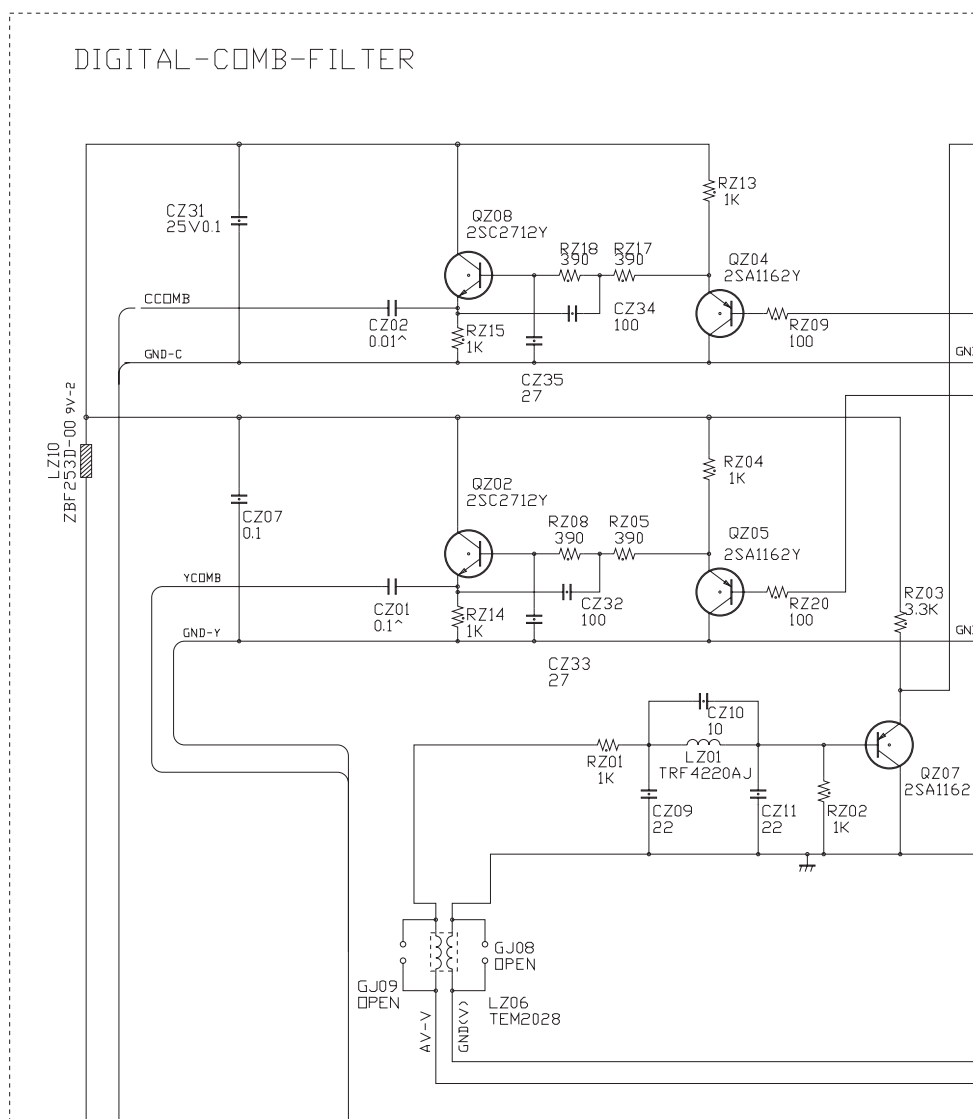 DIGITAL-COMB-FILTER
RZ13
1K
CZ31
25V0.1
QZ08
2SC2712Y
RZ18
390
RZ17
390
QZ04
2SA1162Y
CCOMB
CZ02
0.01^
RZ15
1K
CZ34
100
RZ09
100
GND-C
CZ35
27
LZ10
ZBF253D-00 9V-2
RZ04
1K
CZ07
0.1
QZ02
2SC2712Y
RZ08
390
RZ05
390
QZ05
2SA1162Y
YCOMB
CZ01
0.1^
RZ14
1K
CZ32
100
RZ20
100
RZ03
3.3K
GND-Y
CZ33
27
CZ10
10
RZ01
1K
LZ01
TRF4220AJ
QZ07
2SA1162
CZ09
22
CZ11
22
RZ02
1K
GJ08
OPEN
GJ09
OPEN
LZ06
TEM2028
AV-V
GND(V)